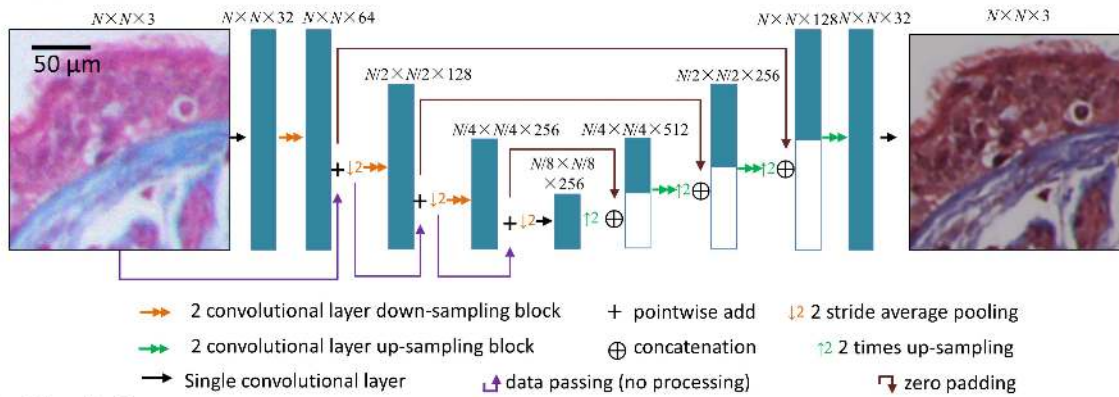 N×N×3
N×N×32
N×N×64
N×N×128
N×N×32
N×N×3
50 µm
N/2×N/2×128
N/2×N/2×256
N/4×N/4×256
N/4×N/4×512
N/8×N/8
×256
+ ↓2
+ ↓2
+ ↓2
↑2 ⊕
↑2 ⊕
↑2 ⊕
2 convolutional layer down-sampling block
+ pointwise add
↓2 2 stride average pooling
2 convolutional layer up-sampling block
⊕ concatenation
↑2 2 times up-sampling
Single convolutional layer
data passing (no processing)
zero padding